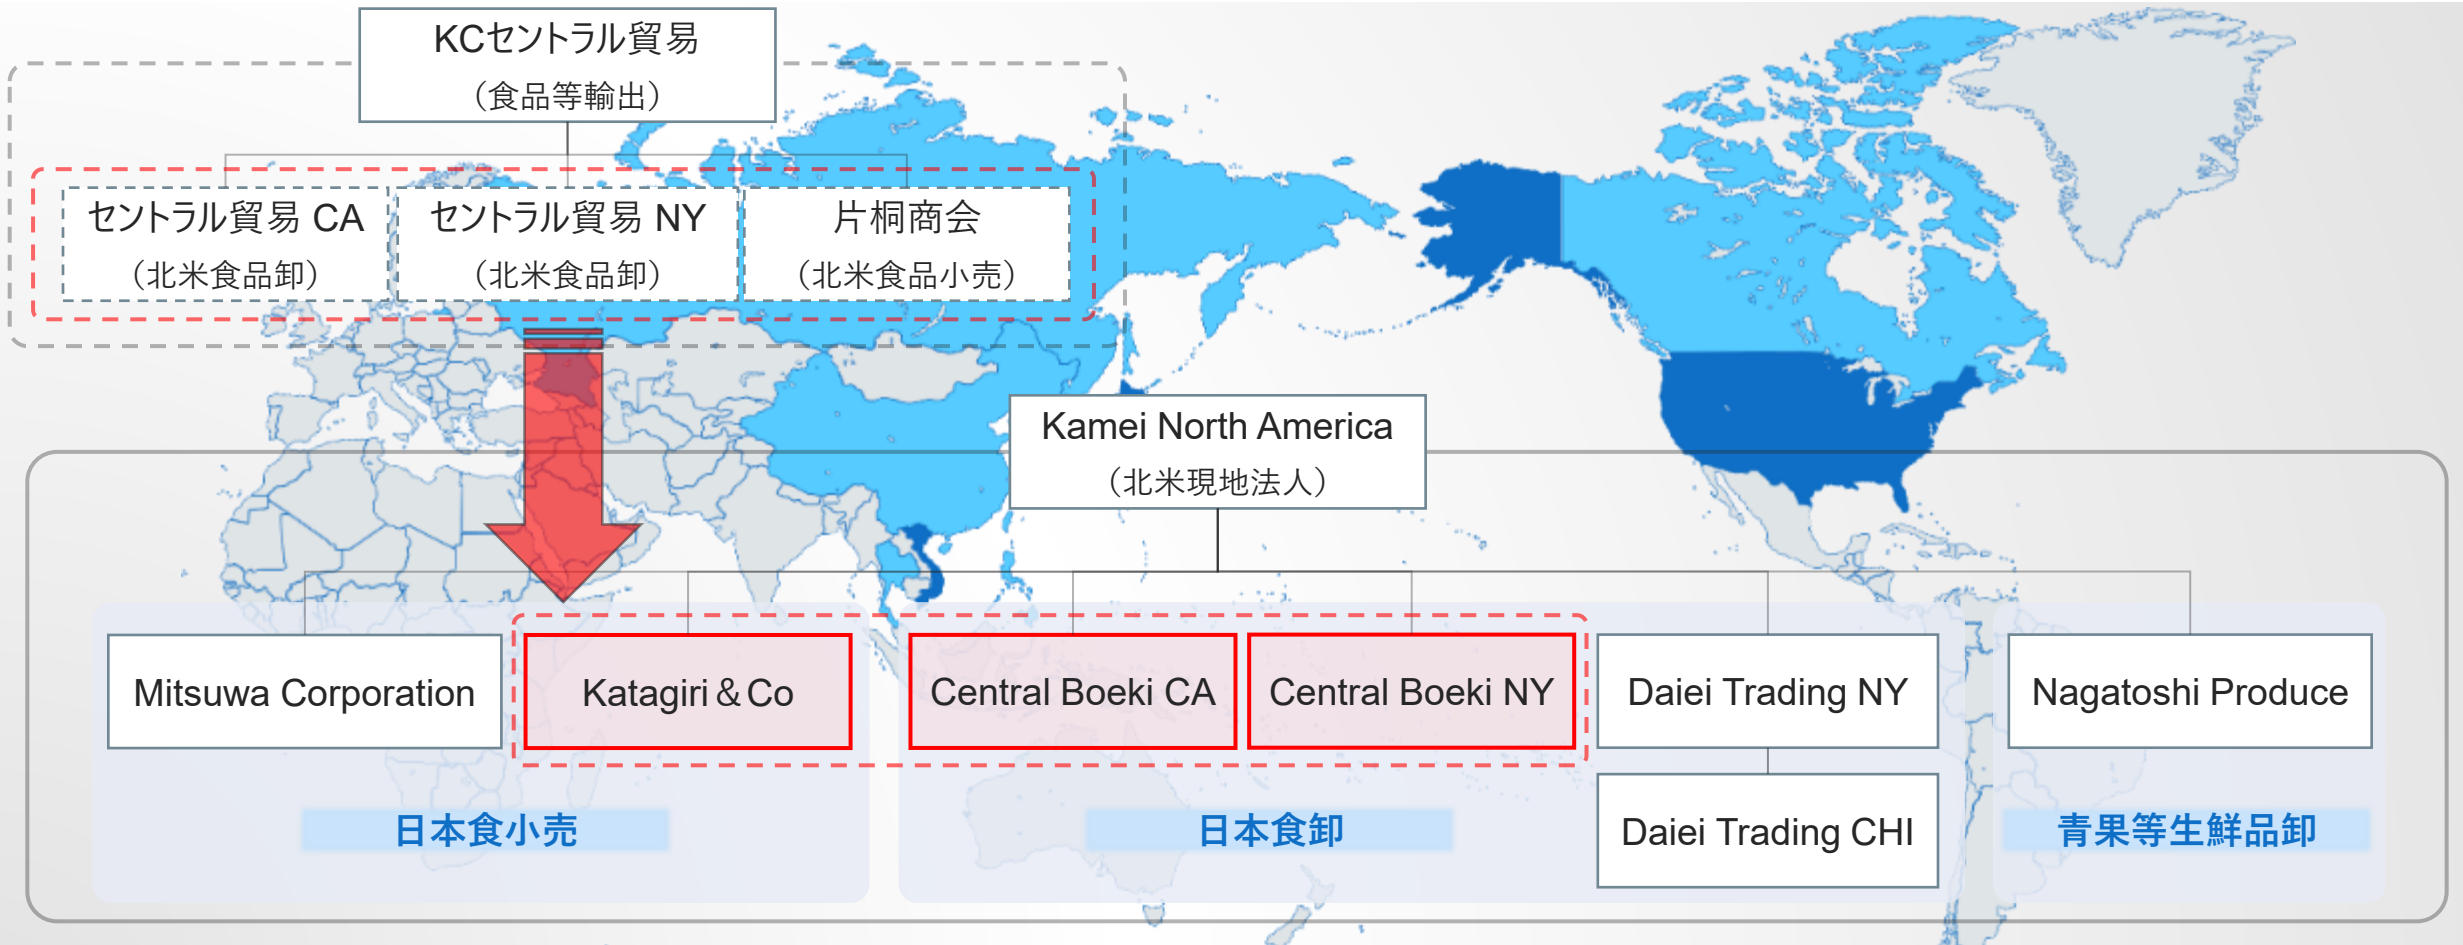 KCセントラル貿易
（食品等輸出）
セントラル貿易 CA
（北米食品卸）
セントラル貿易 NY
（北米食品卸）
片桐商会
（北米食品小売）
Kamei North America
（北米現地法人）
Mitsuwa Corporation
Katagiri＆Co
Central Boeki CA
Central Boeki NY
Daiei Trading NY
Nagatoshi Produce
Daiei Trading CHI
日本食小売
日本食卸
青果等生鮮品卸